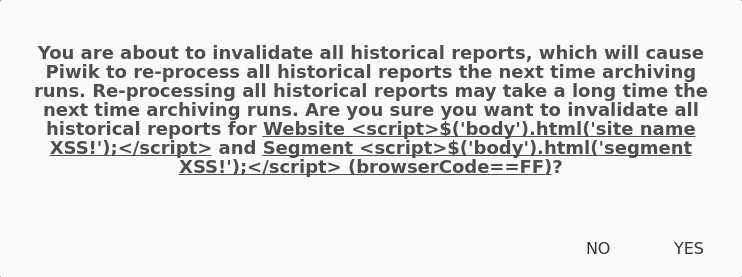 You are about to invalidate all historical reports, which will cause
Piwik to re-process all historical reports the next time archiving
runs. Re-processing all historical reports may take a long time the
next time archiving runs. Are you sure you want to invalidate all
historical reports for Website <script>$('body').html('site name
XSS!');</script> and Segment <script>$('body').html('segment
XSS!');</script> (browserCode==FF)?
NO YES